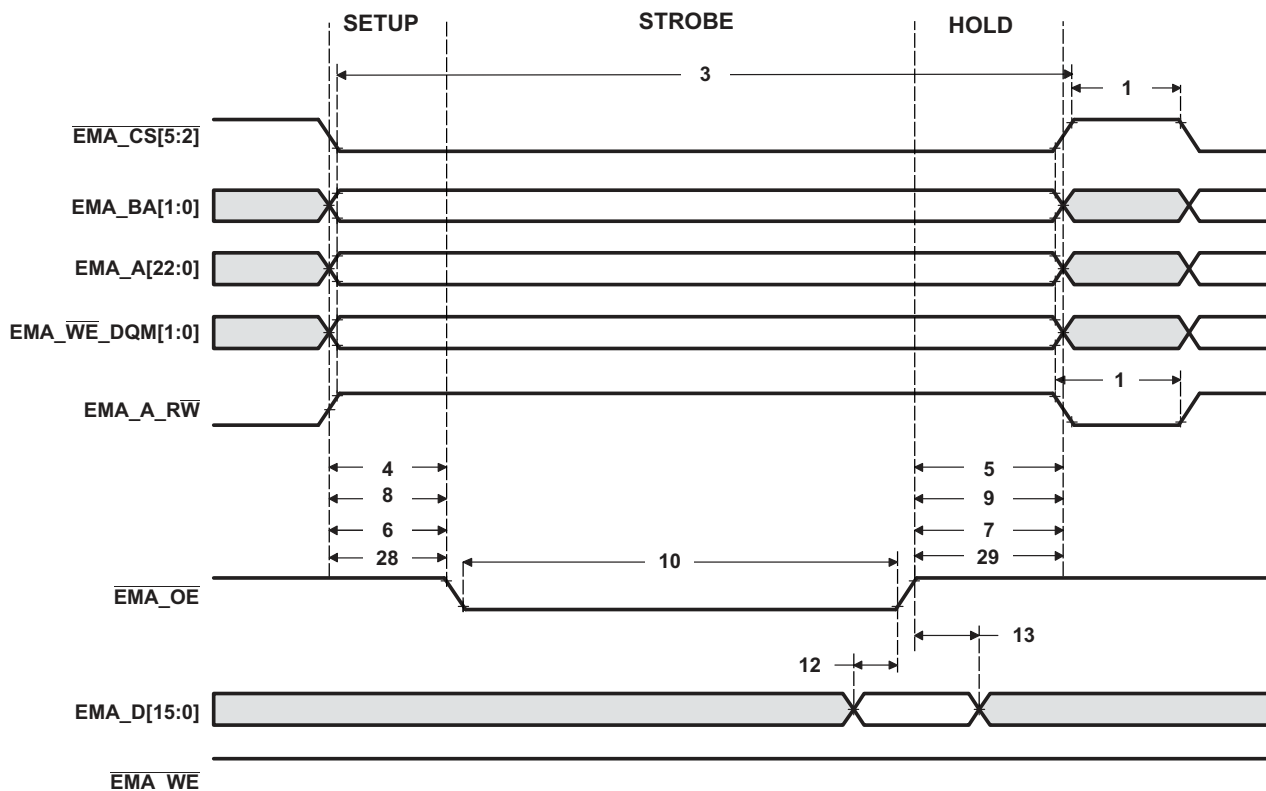 SETUP STROBE HOLD
3
1
EMA_CS[5:2]
EMA_BA[1:0]
EMA_A[22:0]
EMA_WE_DQM[1:0]
1
EMA_A_RW
4 5
8 9
6 7
28 29
10
EMA_OE
13
12
EMA_D[15:0]
EMA_WE